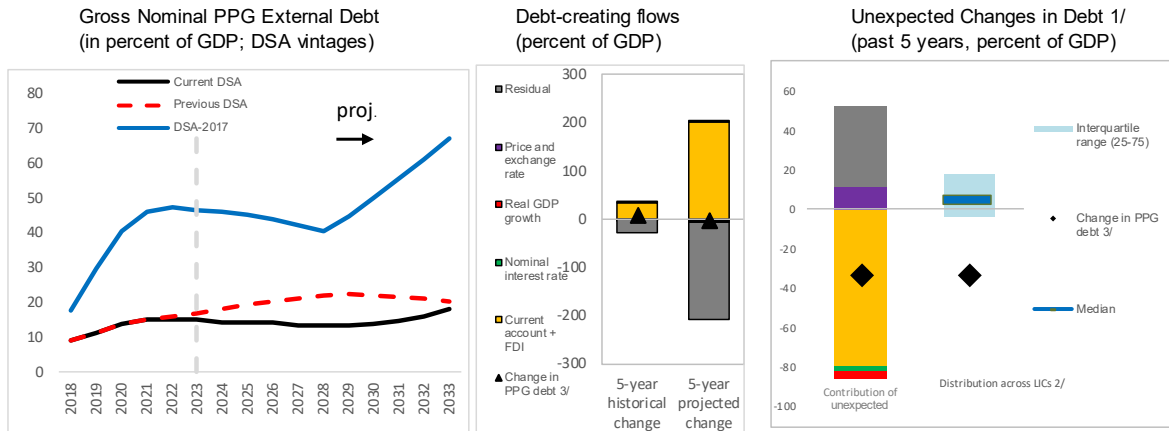 Gross Nominal PPG External Debt
(in percent of GDP; DSA vintages)
Current DSA
Previous DSA
DSA-2017
proj.
80
70
60
50
40
30
20
10
0
2018
2019
2020
2021
2022
2023
2024
2025
2026
2027
2028
2029
2030
2031
2032
2033
Debt-creating flows
(percent of GDP)
Residual
Price and
exchange
rate
Real GDP
growth
Nominal
interest rate
Current
account +
FDI
Change in
PPG debt 3/
300
200
100
0
-100
-200
-300
5-year
historical
change
5-year
projected
change
Unexpected Changes in Debt 1/
(past 5 years, percent of GDP)
60
40
20
0
-20
-40
-60
-80
-100
Contribution of
unexpected
Distribution across LICs 2/
Interquartile
range (25-75)
Change in PPG
debt 3/
Median